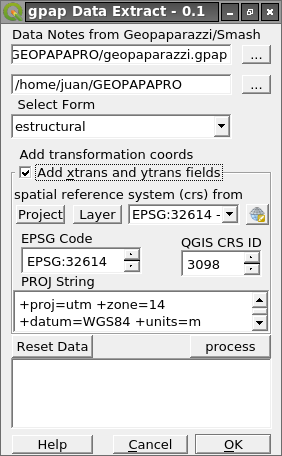 gpap Data Extract - 0.1
Data Notes from Geopaparazzi/Smash
GEOPAPAPRO/geopaparazzi.gpap ...
/home/juan/GEOPAPAPRO ...
Select Form
estructural
Add transformation coords
Add xtrans and ytrans fields
spatial reference system (crs) from
Project Layer EPSG:32614 -
EPSG Code QGIS CRS ID
EPSG:32614 3098
PROJ String
+proj=utm +zone=14
+datum=WGS84 +units=m
Reset Data process
Help Cancel OK